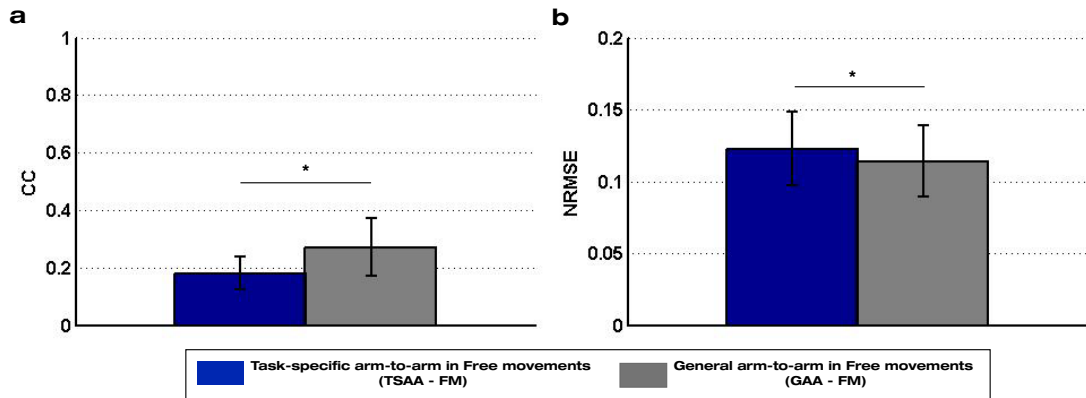 a
1
0.8
0.6
0.4
0.2
0
CC
*
b
0.2
0.15
0.1
0.05
0
NRMSE
*
Task-specific arm-to-arm in Free movements
(TSAA - FM)
General arm-to-arm in Free movements
(GAA - FM)